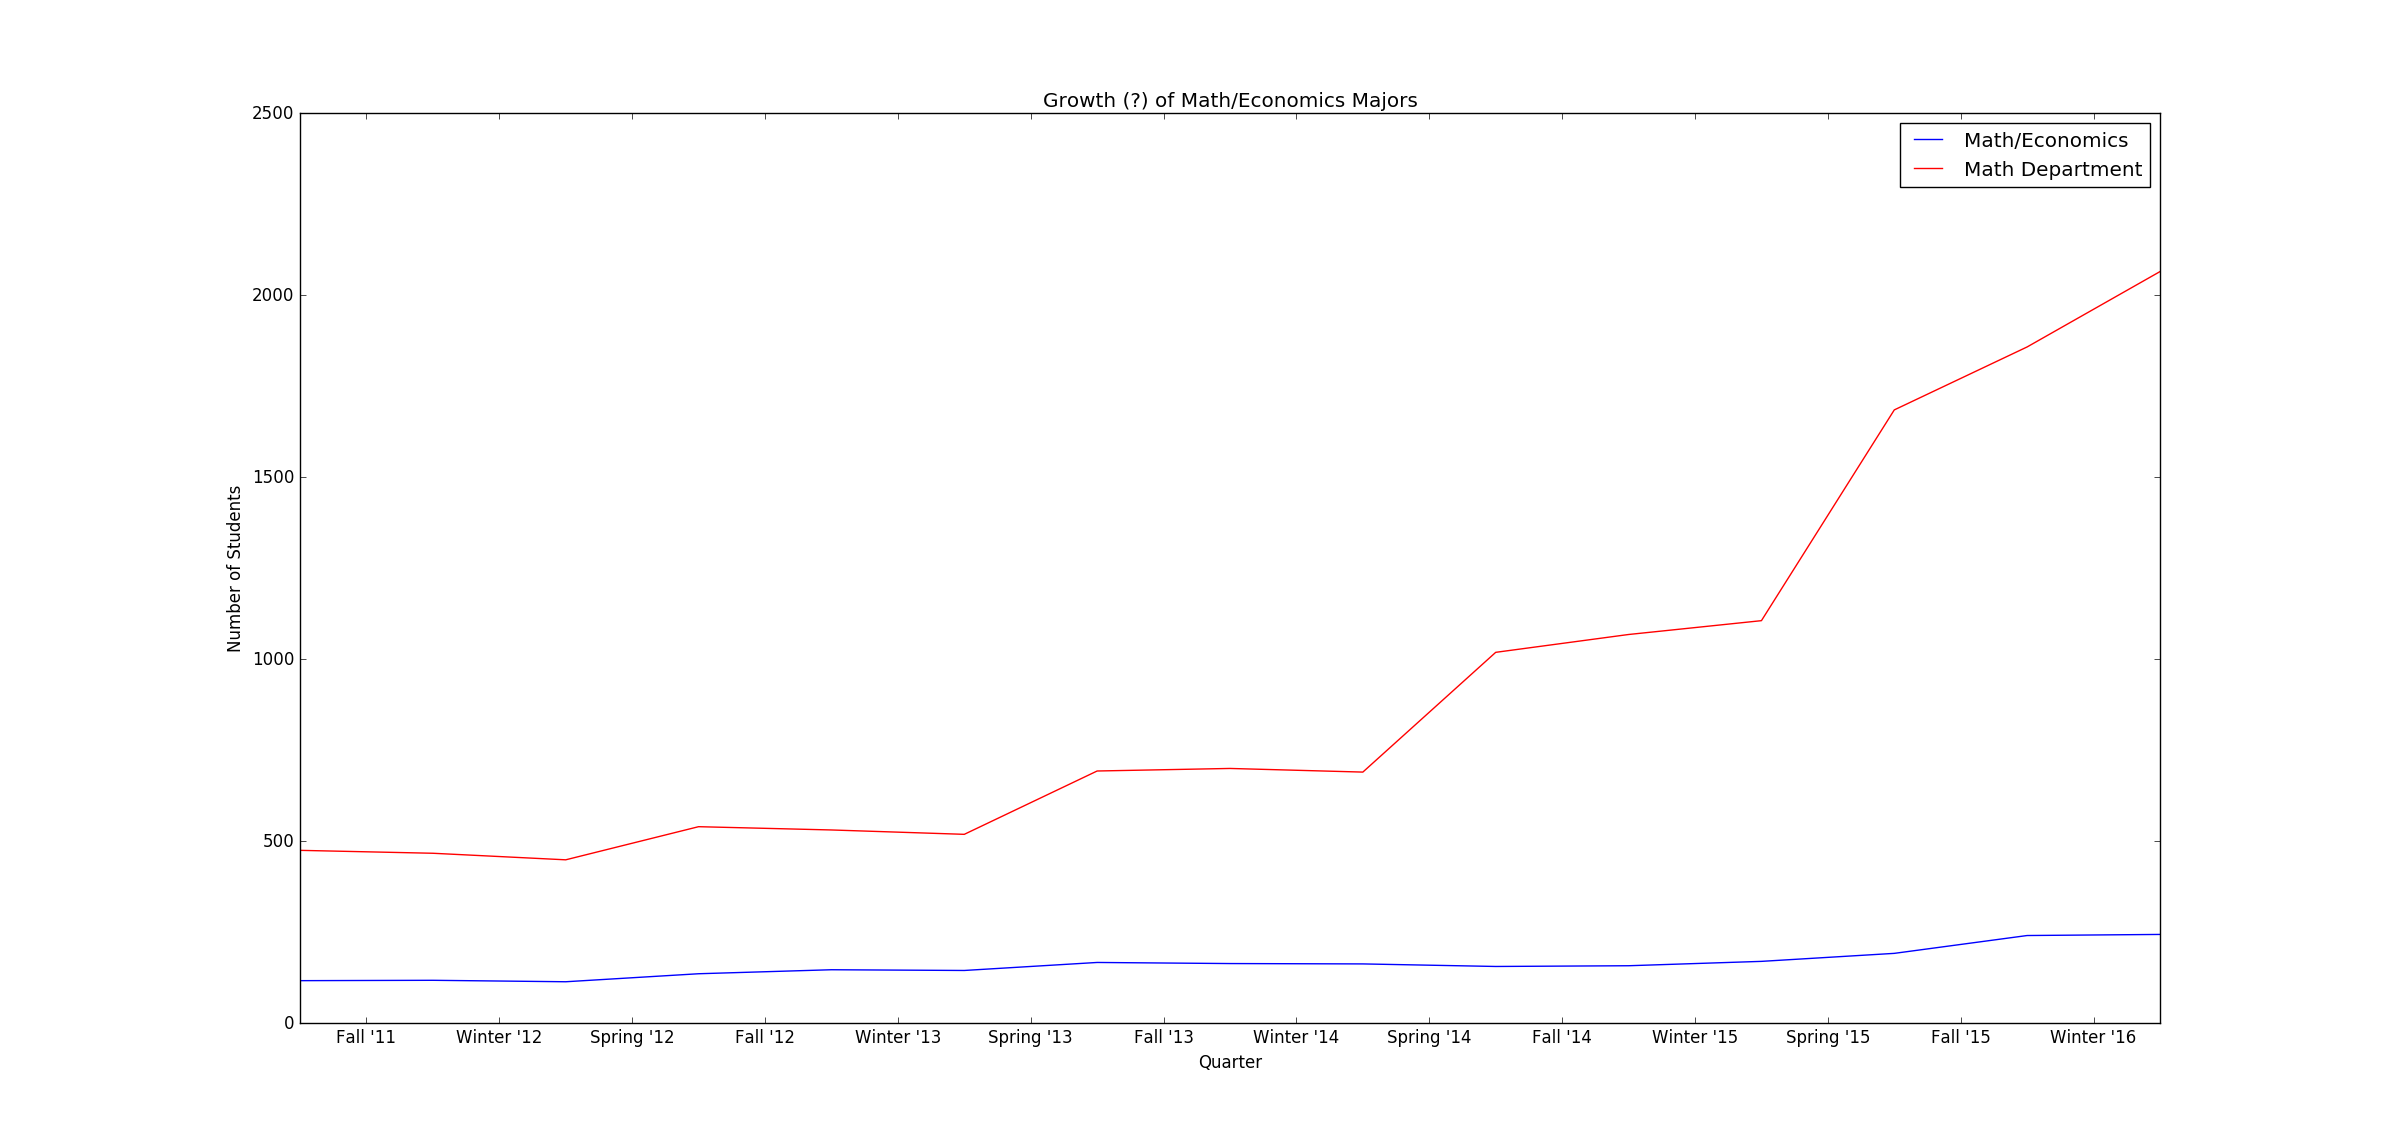 Growth (?) of Math/Economics Majors
2500
2000
1500
1000
500
0
Number of Students
Math/Economics
Math Department
Fall '11 Winter '12 Spring '12 Fall '12 Winter '13 Spring '13 Fall '13 Winter '14 Spring '14 Fall '14 Winter '15 Spring '15 Fall '15 Winter '16
Quarter